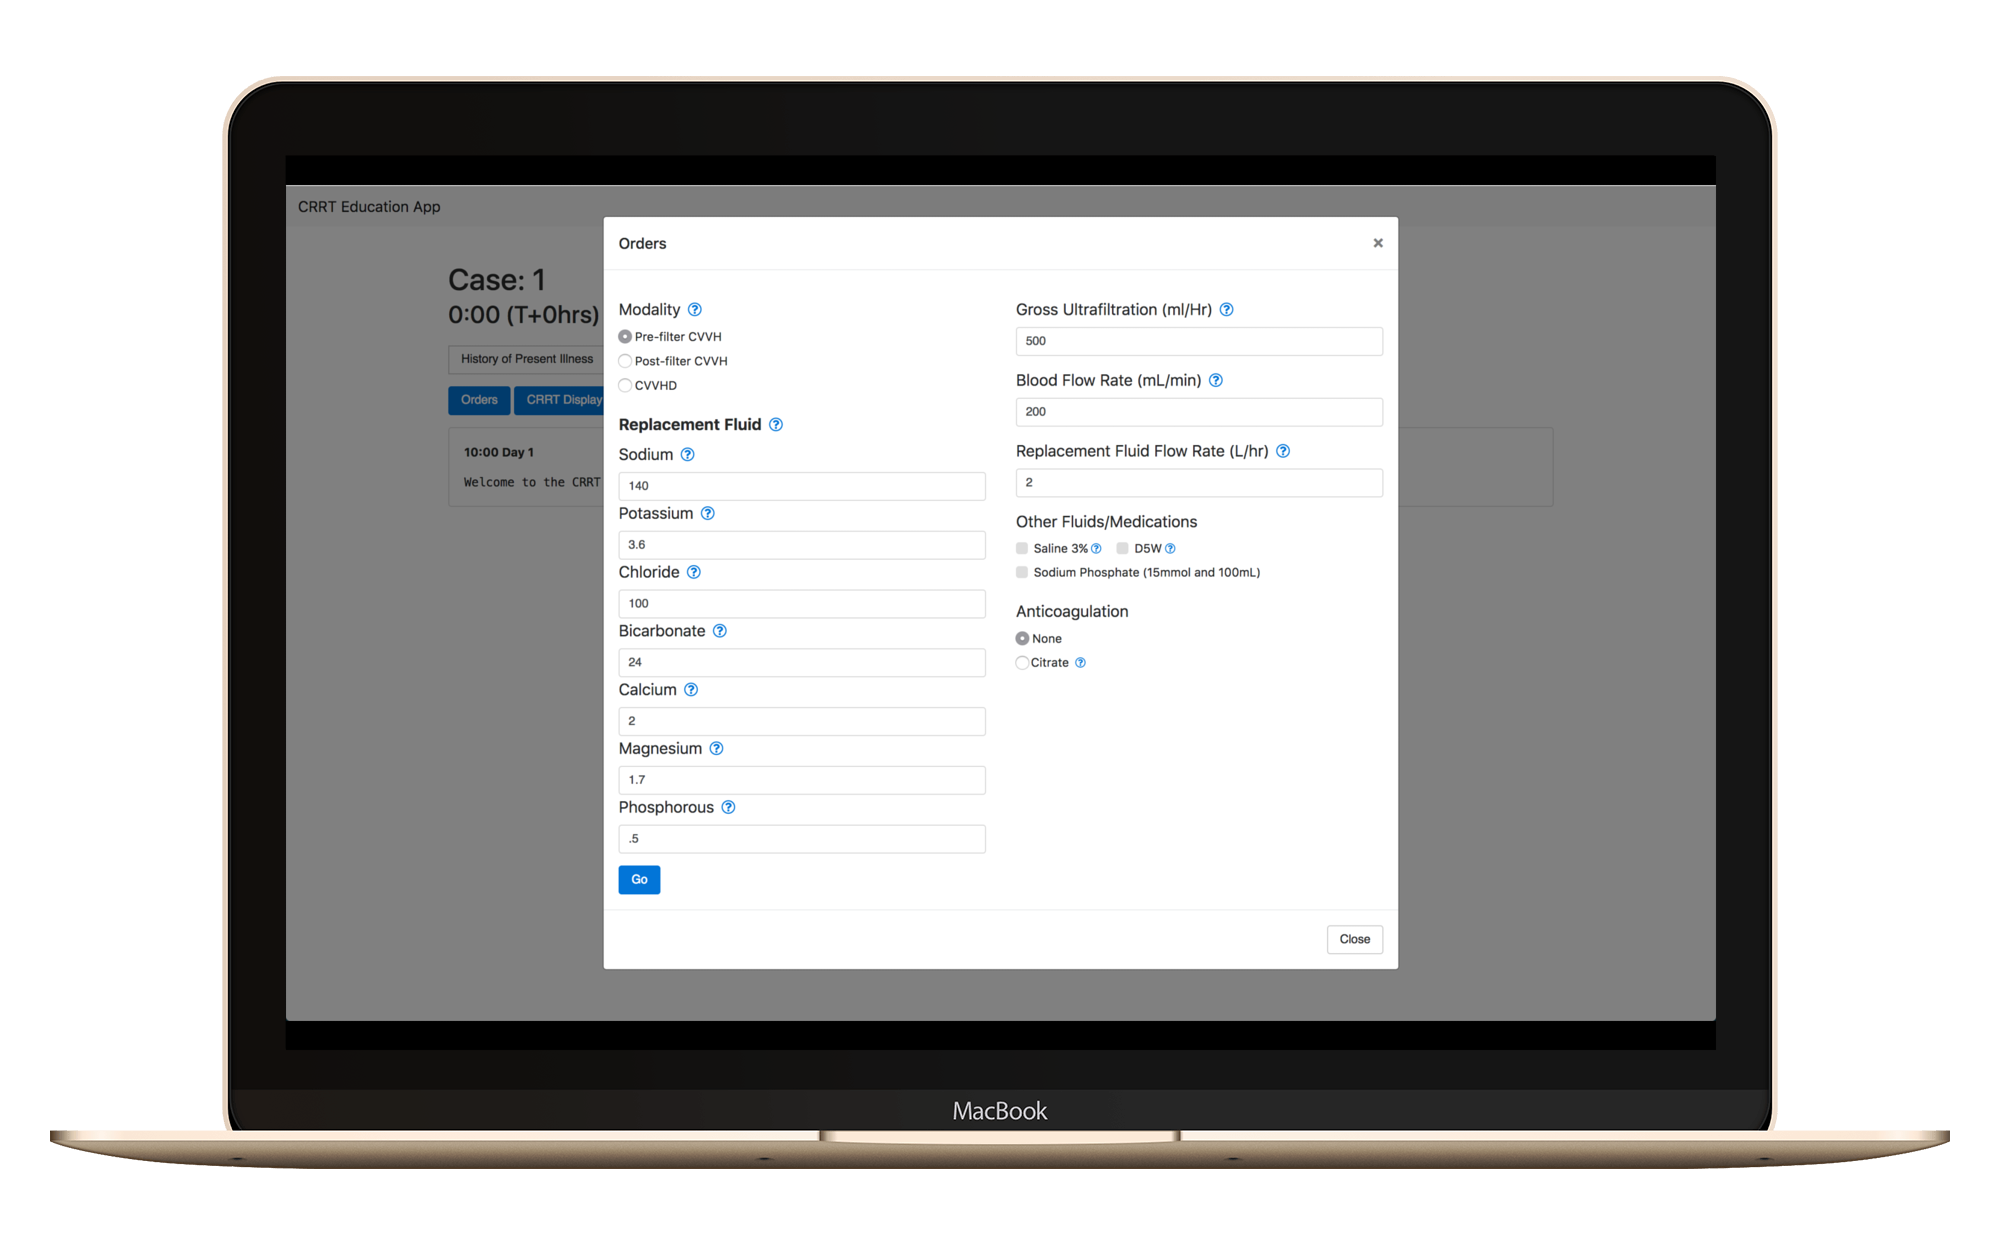 CRRT Education App
Case: 1
0:00 (T+0hrs)
History of Present Illness
Orders
CRRT Display
10:00 Day 1
Welcome to the CRRT
Orders
×
Modality ?
Pre-filter CVVH
Post-filter CVVH
CVVHD
Replacement Fluid ?
Sodium ?
140
Potassium ?
3.6
Chloride ?
100
Bicarbonate ?
24
Calcium ?
2
Magnesium ?
1.7
Phosphorous ?
.5
Go
Gross Ultrafiltration (ml/Hr) ?
500
Blood Flow Rate (mL/min) ?
200
Replacement Fluid Flow Rate (L/hr) ?
2
Other Fluids/Medications
Saline 3% ? D5W ?
Sodium Phosphate (15mmol and 100mL)
Anticoagulation
None
Citrate ?
Close
MacBook